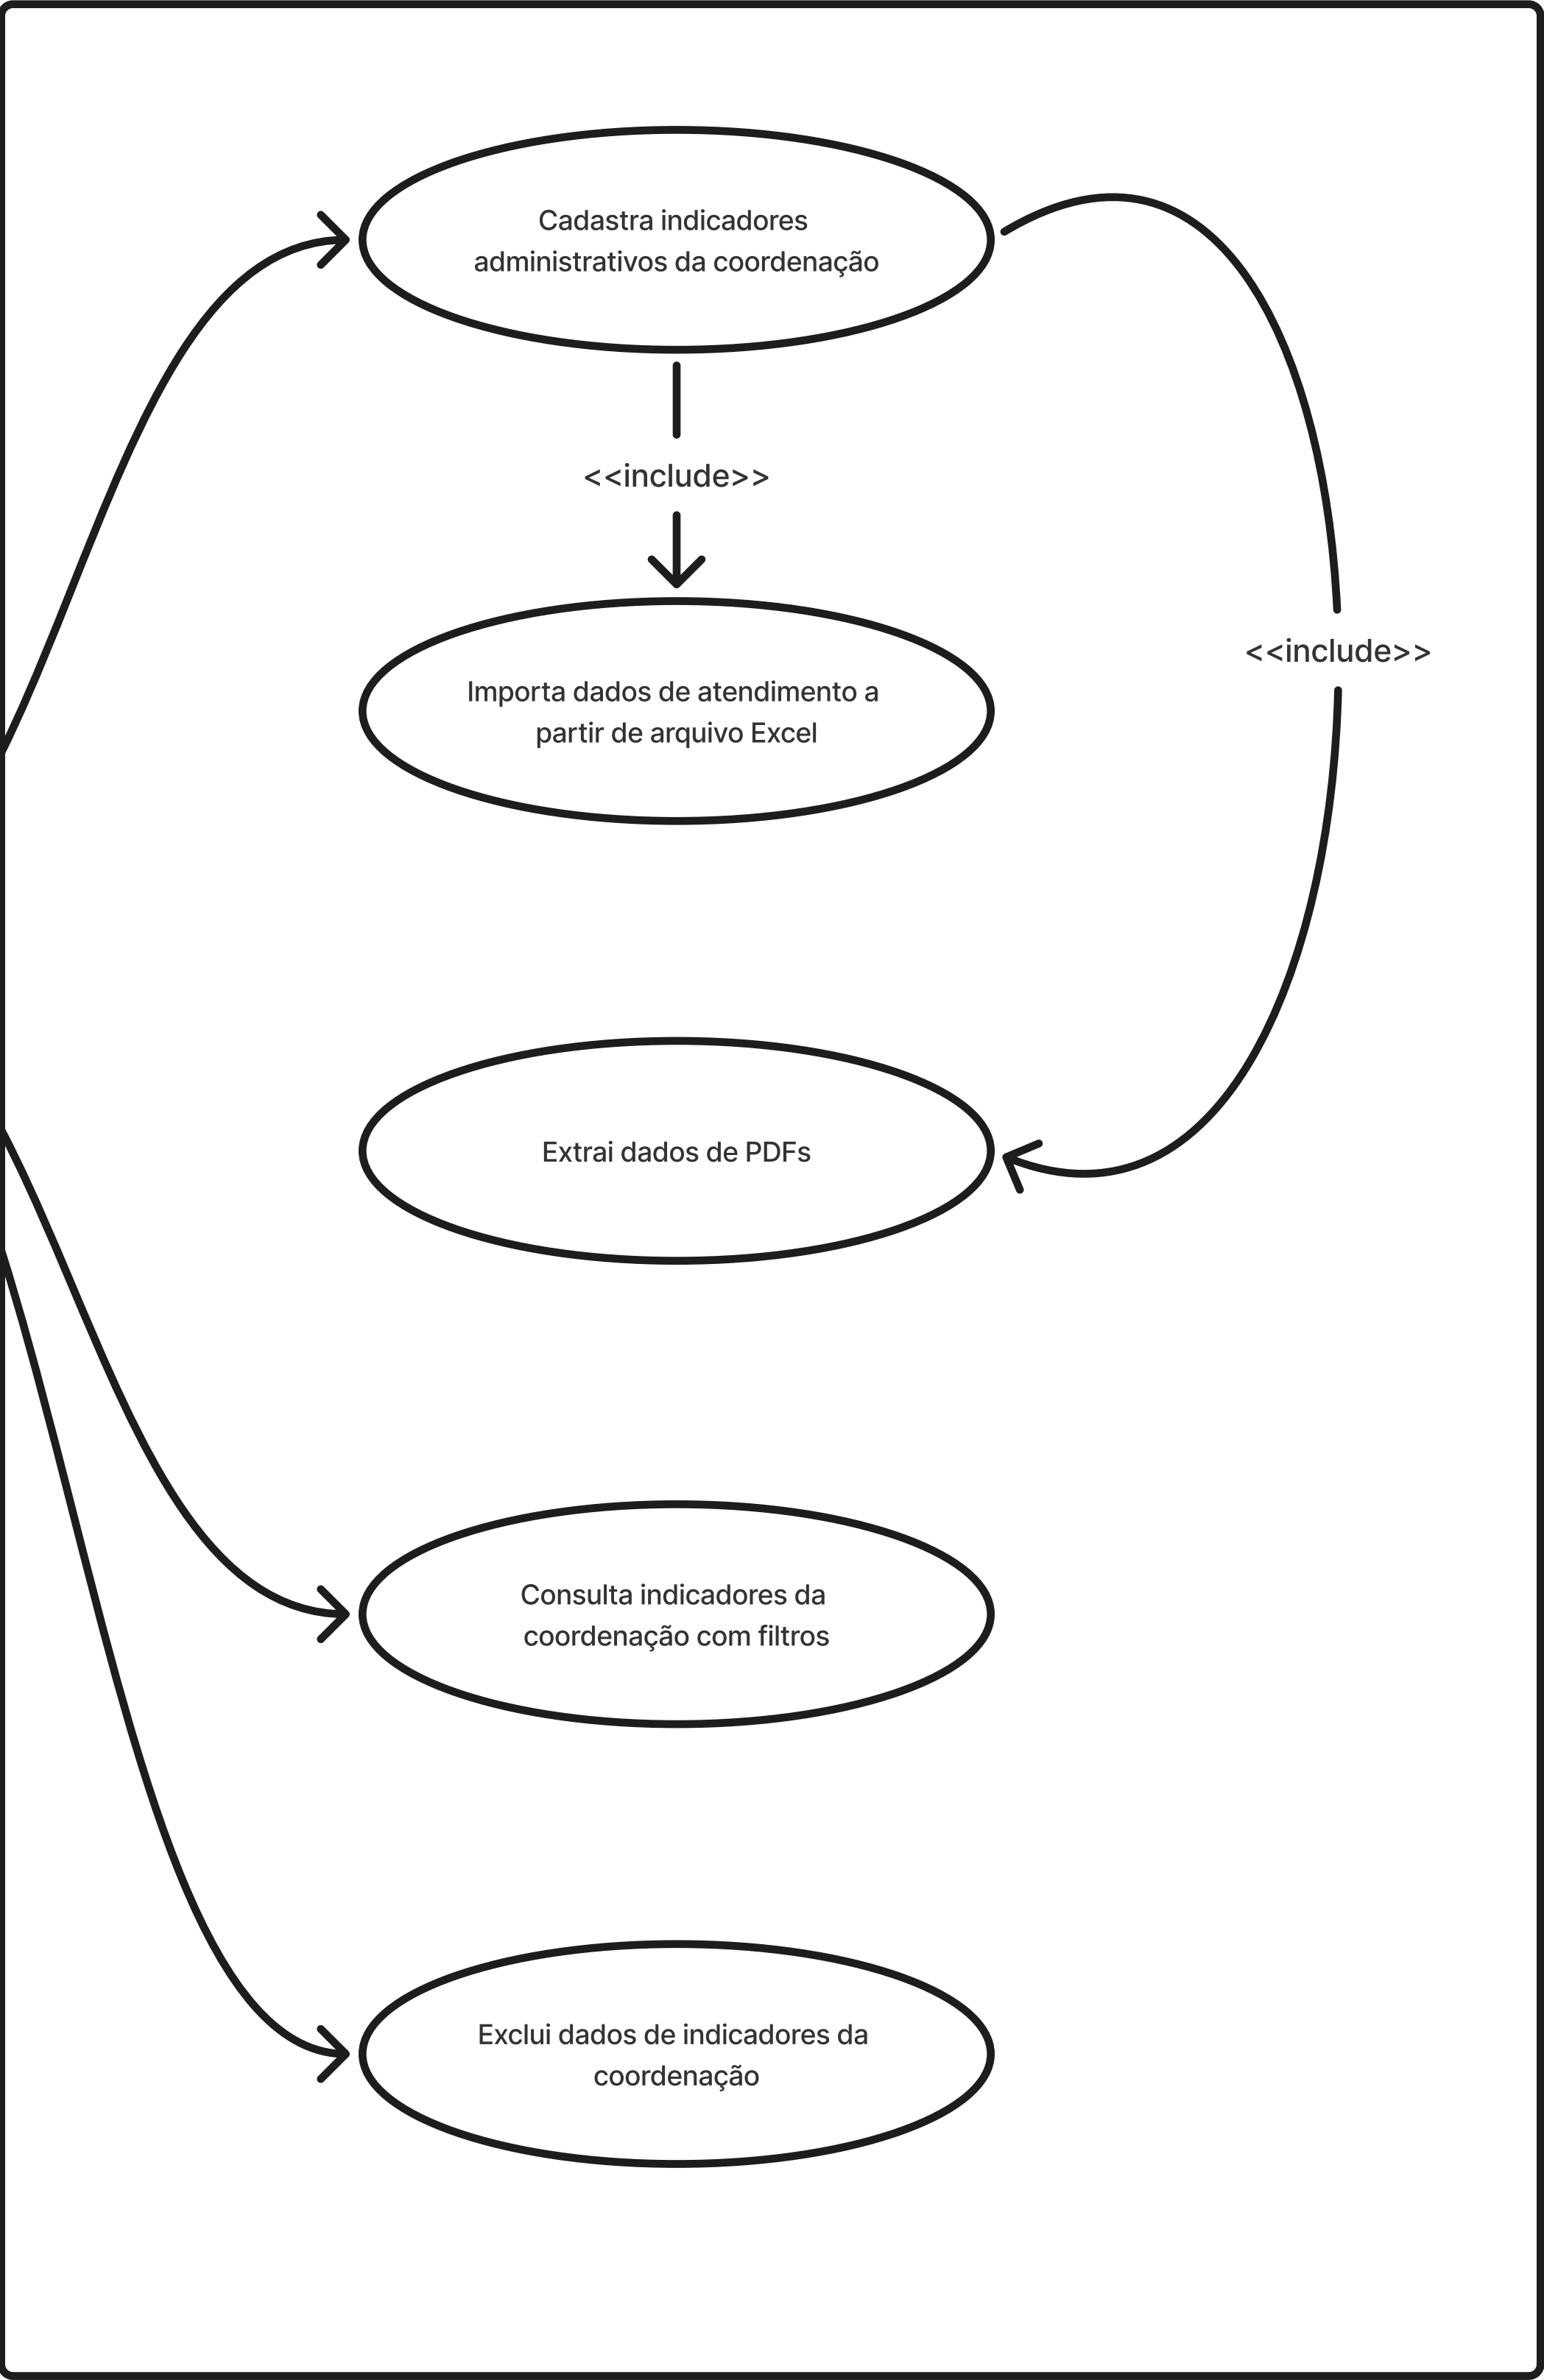 Cadastra indicadores
administrativos da coordenação
<<include>>
Importa dados de atendimento a
partir de arquivo Excel
<<include>>
Extrai dados de PDFs
Consulta indicadores da
coordenação com filtros
Exclui dados de indicadores da
coordenação